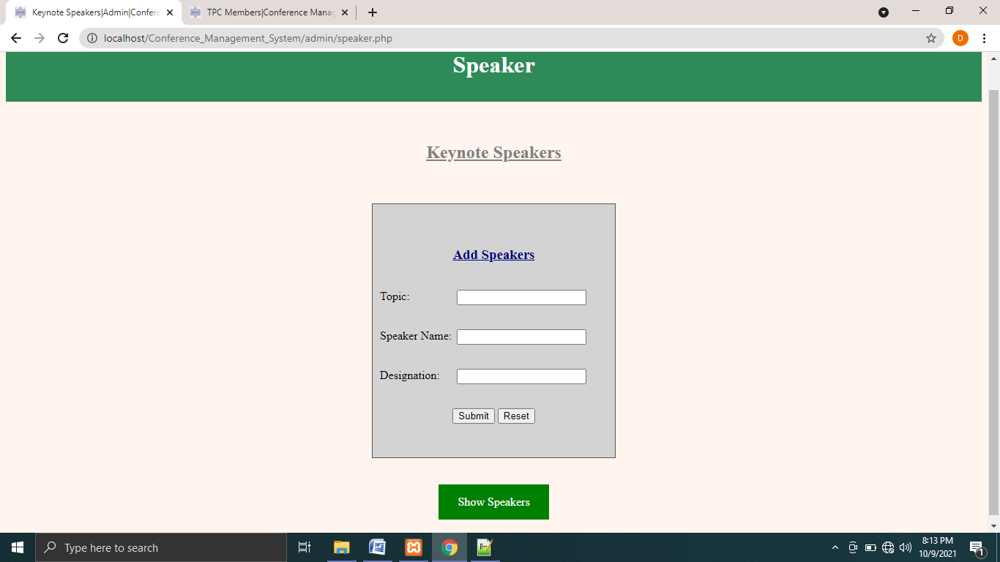 Keynote Speakers|Admin|Confere
TPC Members|Conference Manag
localhost/Conference_Management_System/admin/speaker.php
D
Speaker
Keynote Speakers
Add Speakers
Topic:
Speaker Name:
Designation:
Submit Reset
Show Speakers
Type here to search
8:13 PM
10/9/2021
1